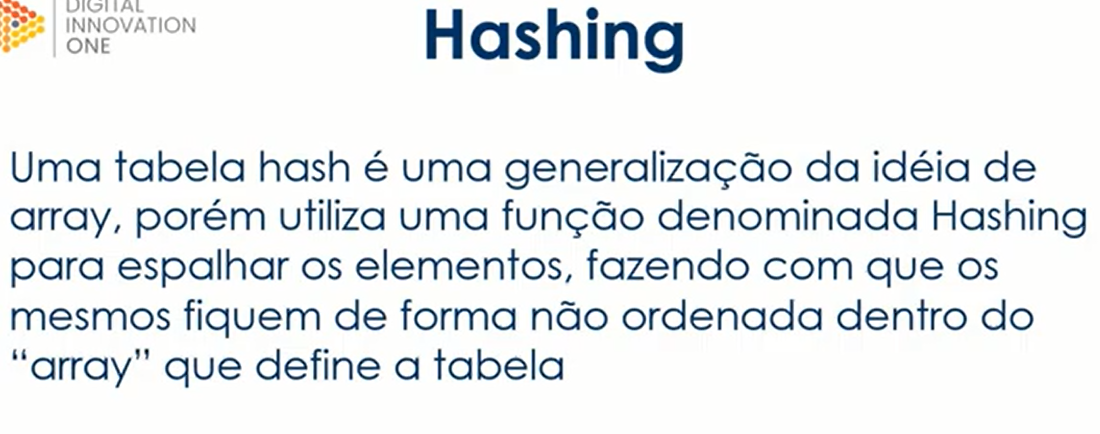 DIGITAL
INNOVATION
ONE
Hashing
Uma tabela hash é uma generalização da idéia de
array, porém utiliza uma função denominada Hashing
para espalhar os elementos, fazendo com que os
mesmos fiquem de forma não ordenada dentro do
“array” que define a tabela